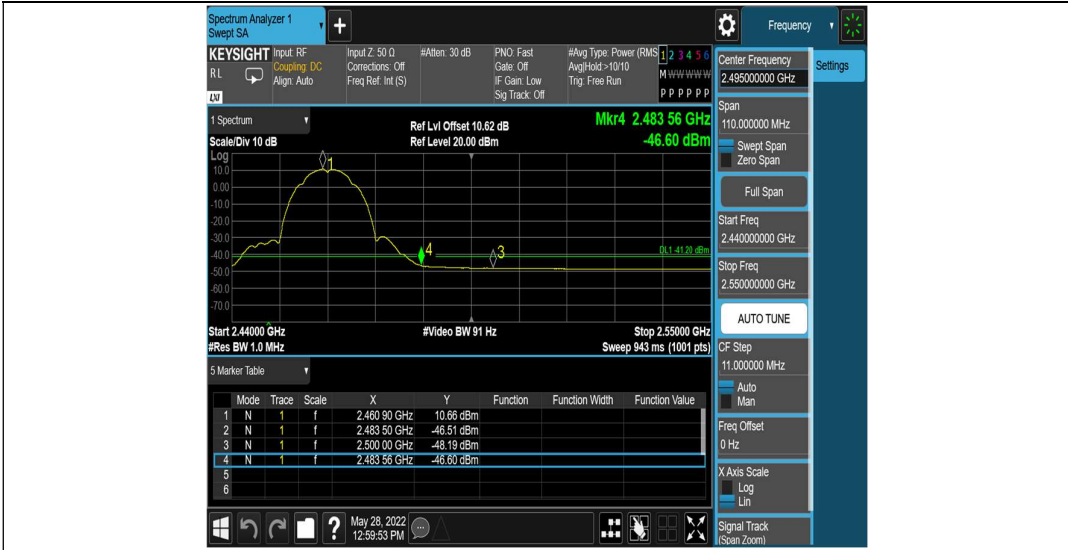 Spectrum Analyzer 1
Swept SA
+
Frequency
KEYSIGHT Input: RF Input Z: 50 Ω #Atten: 30 dB PNO: Fast #Avg Type: Power (RMS 1 2 3 4 5 6
RL Coupling: DC Corrections: Off Gate: Off Avg|Hold:>10/10 M W W W W W
Align: Auto Freq Ref: Int (S) IF Gain: Low Trig: Free Run
LXI Sig Track: Off P P P P P P
1 Spectrum
Ref Lvl Offset 10.62 dB Mkr4 2.483 56 GHz
Scale/Div 10 dB Ref Level 20.00 dBm -46.60 dBm
Log
1
10.0
0.00
-10.0
-20.0
-30.0
4 3 DL1 -41.20 dBm
-40.0
-50.0
-60.0
-70.0
Start 2.44000 GHz #Video BW 91 Hz Stop 2.55000 GHz
#Res BW 1.0 MHz Sweep 943 ms (1001 pts)
5 Marker Table
Mode Trace Scale X Y Function Function Width Function Value
1 N 1 f 2.460 90 GHz 10.66 dBm
2 N 1 f 2.483 50 GHz -46.51 dBm
3 N 1 f 2.500 00 GHz -48.19 dBm
4 N 1 f 2.483 56 GHz -46.60 dBm
5
6
? May 28, 2022
12:59:53 PM
Center Frequency
2.495000000 GHz
Settings
Span
110.000000 MHz
Swept Span
Zero Span
Full Span
Start Freq
2.440000000 GHz
Stop Freq
2.550000000 GHz
AUTO TUNE
CF Step
11.000000 MHz
Auto
Man
Freq Offset
0 Hz
X Axis Scale
Log
Lin
Signal Track
(Span Zoom)